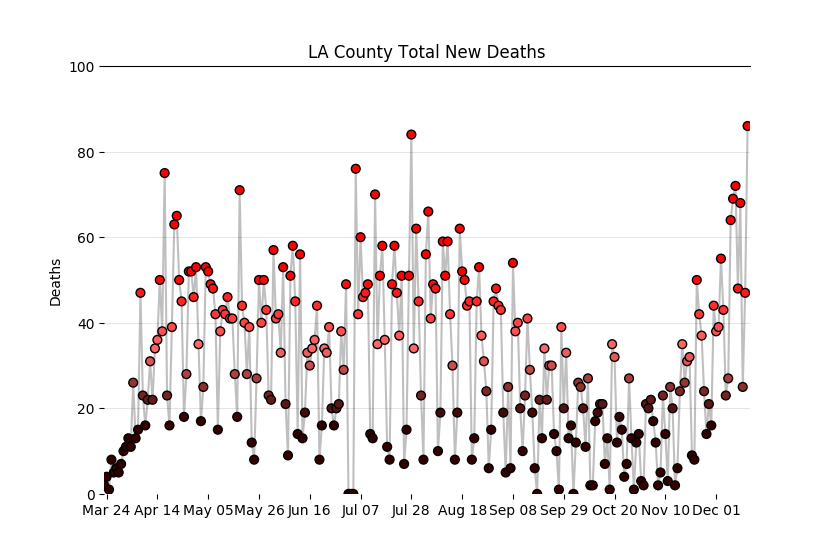 LA County Total New Deaths
100
80
60
40
20
0
Deaths
Mar 24 Apr 14 May 05 May 26 Jun 16 Jul 07 Jul 28 Aug 18 Sep 08 Sep 29 Oct 20 Nov 10 Dec 01